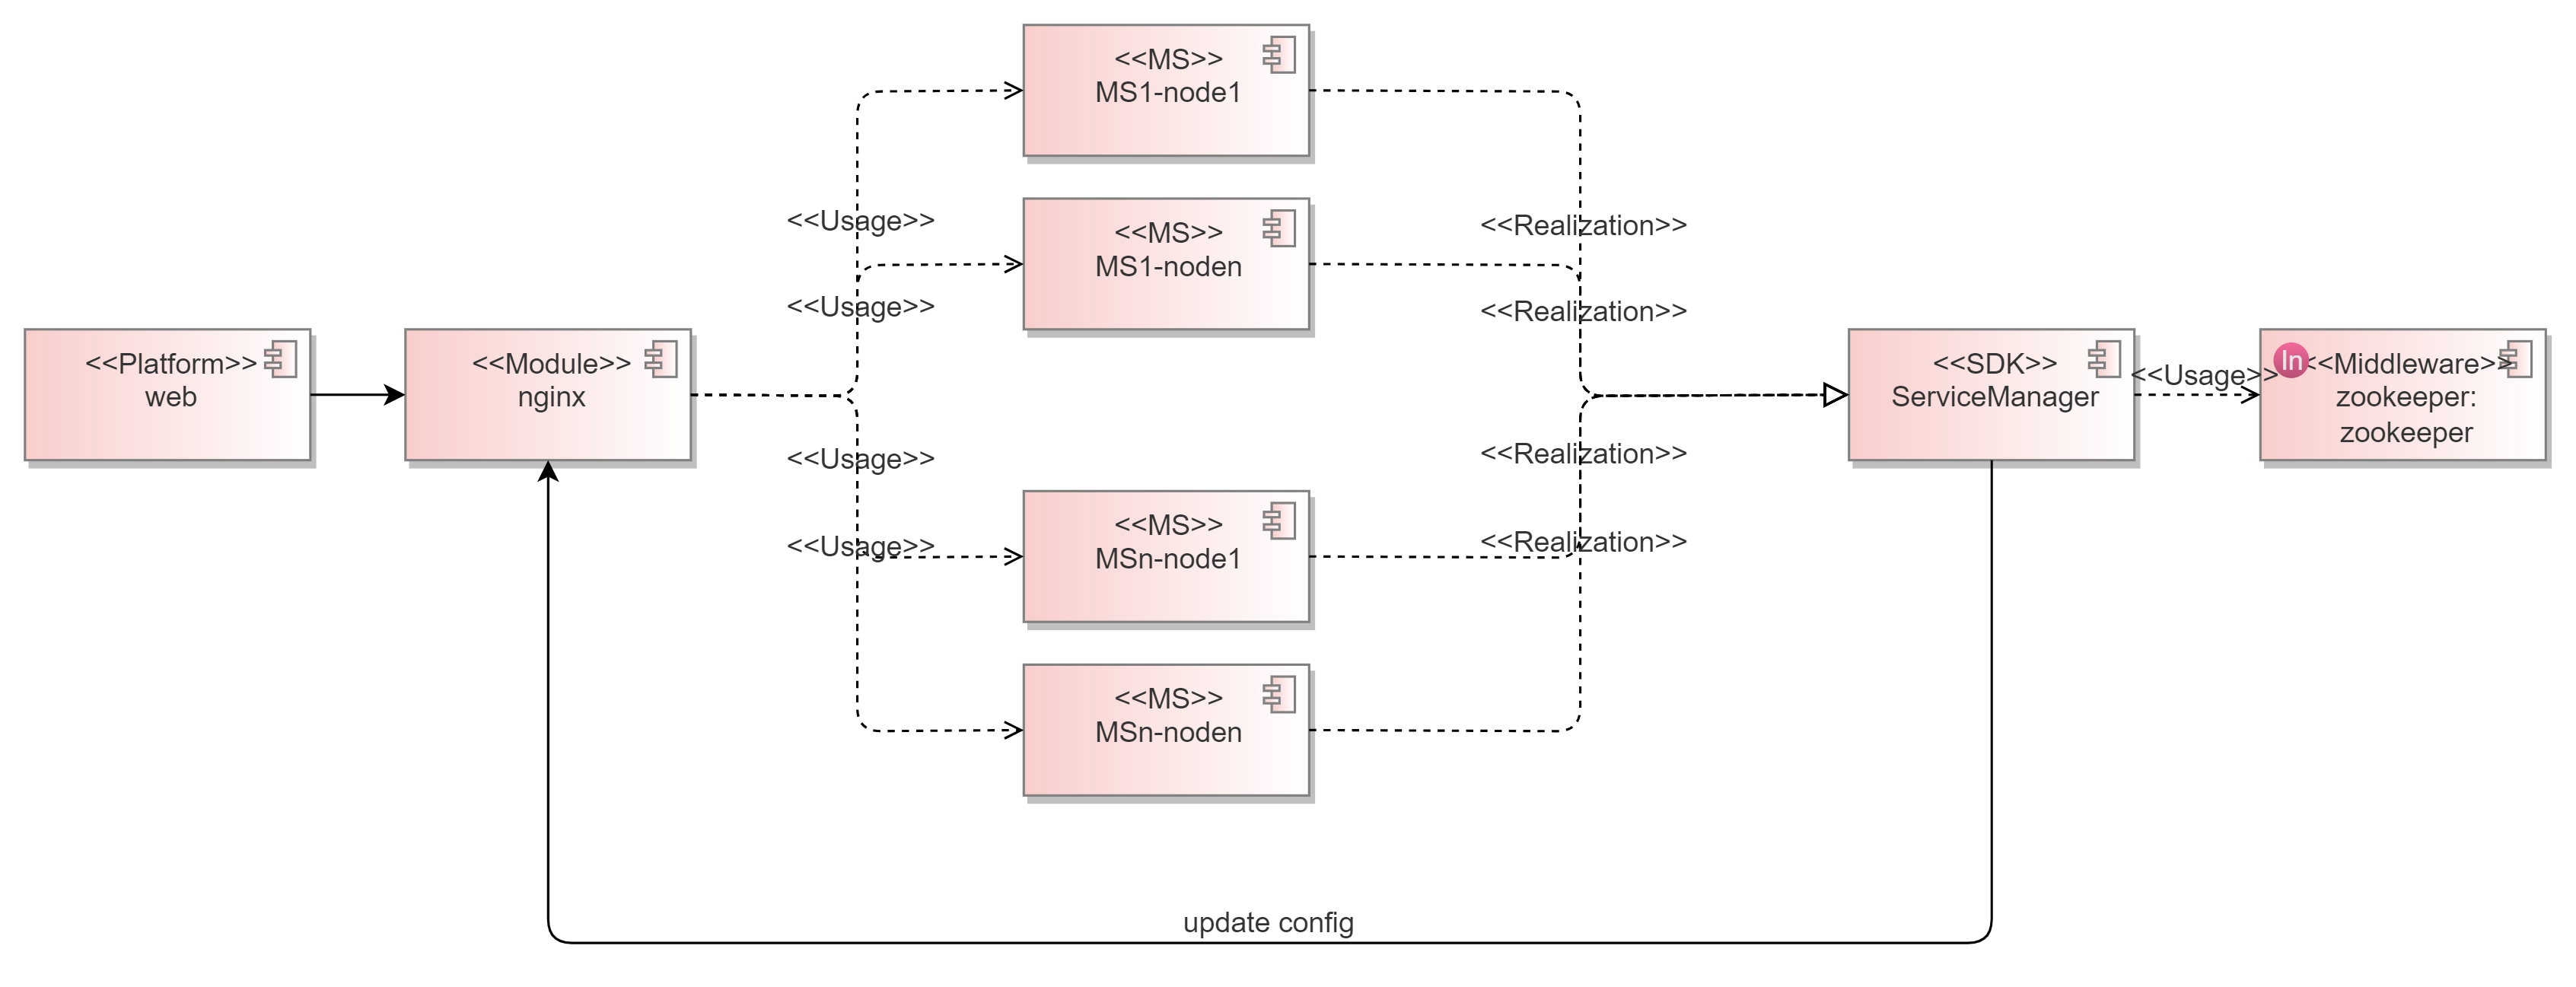 <<MS>>
MS1-node1
<<Usage>>
<<MS>>
MS1-noden
<<Realization>>
<<Usage>>
<<Realization>>
<<Platform>>
web
<<Module>>
nginx
<<SDK>>
ServiceManager
<<Usage>>
In
<<Middleware>>
zookeeper:
zookeeper
<<Usage>>
<<Realization>>
<<Usage>>
<<MS>>
MSn-node1
<<Realization>>
<<MS>>
MSn-noden
update config